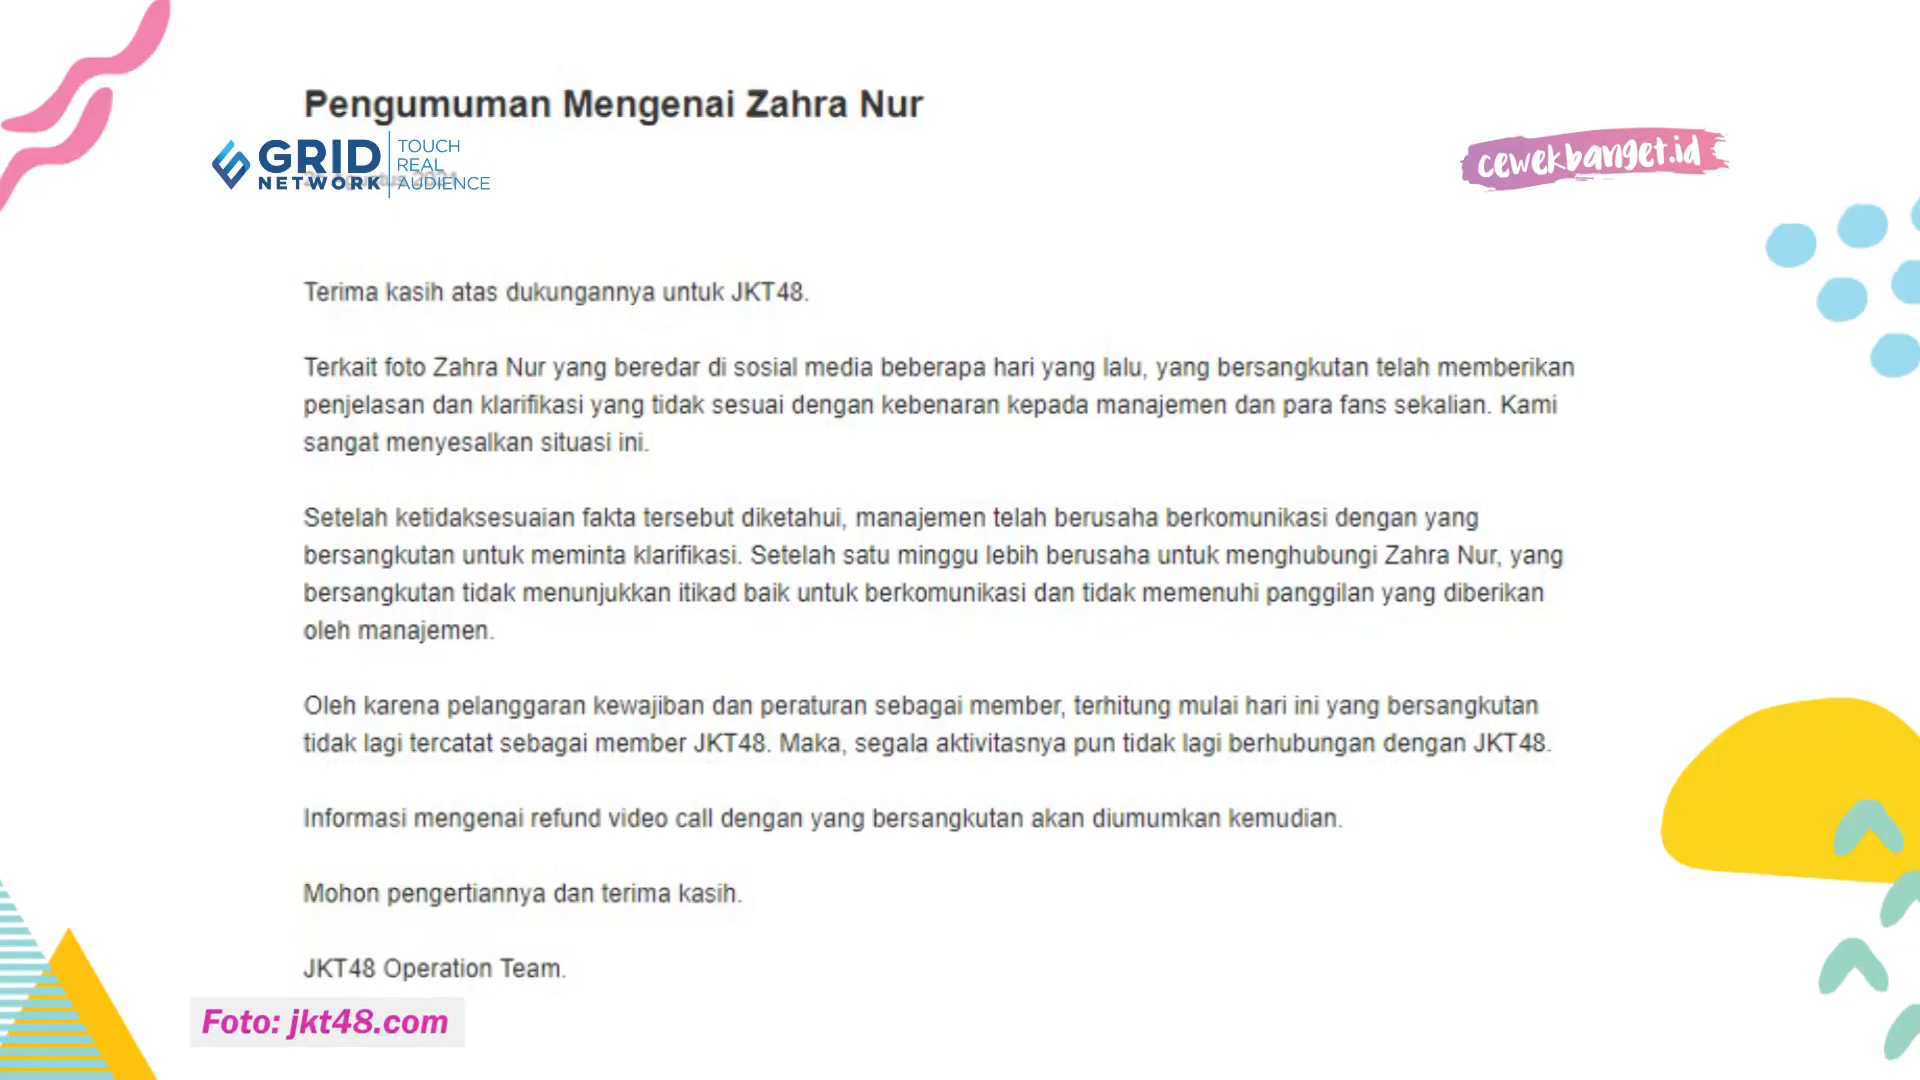 Pengumuman Mengenai Zahra Nur
GRID NETWORK
TOUCH
REAL
AUDIENCE
cewekbanget.id
Terima kasih atas dukungannya untuk JKT48.
Terkait foto Zahra Nur yang beredar di sosial media beberapa hari yang lalu, yang bersangkutan telah memberikan
penjelasan dan klarifikasi yang tidak sesuai dengan kebenaran kepada manajemen dan para fans sekalian. Kami
sangat menyesalkan situasi ini.
Setelah ketidaksesuaian fakta tersebut diketahui, manajemen telah berusaha berkomunikasi dengan yang
bersangkutan untuk meminta klarifikasi. Setelah satu minggu lebih berusaha untuk menghubungi Zahra Nur, yang
bersangkutan tidak menunjukkan itikad baik untuk berkomunikasi dan tidak memenuhi panggilan yang diberikan
oleh manajemen.
Oleh karena pelanggaran kewajiban dan peraturan sebagai member, terhitung mulai hari ini yang bersangkutan
tidak lagi tercatat sebagai member JKT48. Maka, segala aktivitasnya pun tidak lagi berhubungan dengan JKT48.
Informasi mengenai refund video call dengan yang bersangkutan akan diumumkan kemudian.
Mohon pengertiannya dan terima kasih.
JKT48 Operation Team.
Foto: jkt48.com